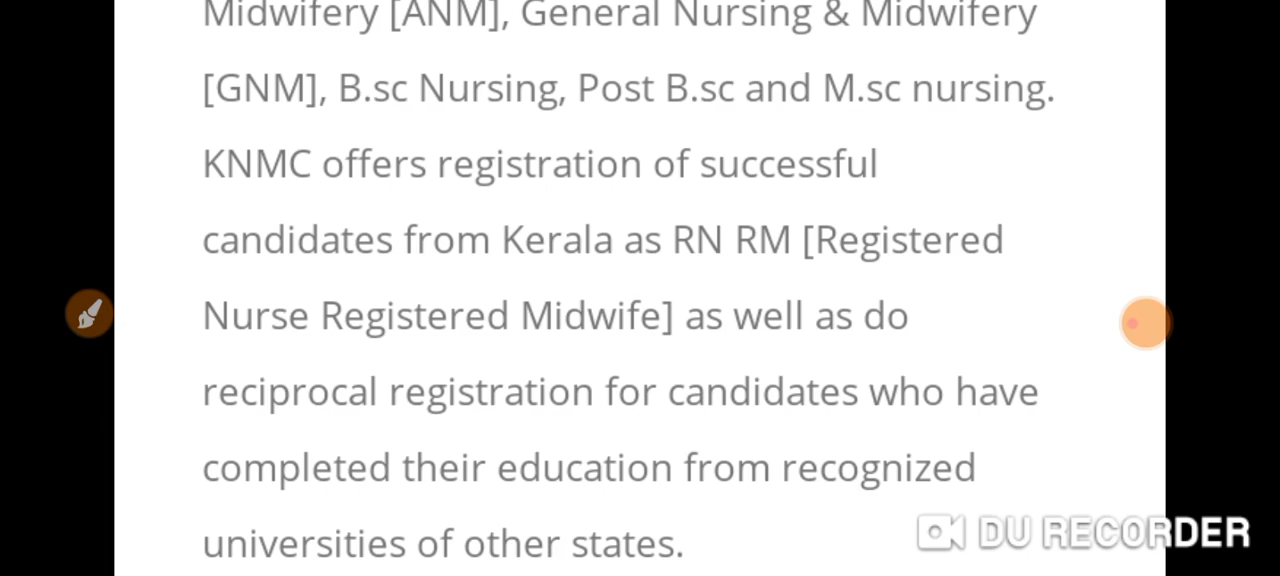 Midwifery [ANM], General Nursing & Midwifery
[GNM], B.sc Nursing, Post B.sc and M.sc nursing.
KNMC offers registration of successful
candidates from Kerala as RN RM [Registered
Nurse Registered Midwife] as well as do
reciprocal registration for candidates who have
completed their education from recognized
universities of other states.
DU RECORDER